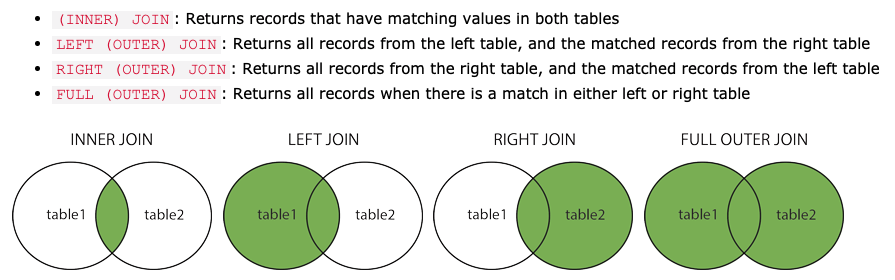 (INNER) JOIN: Returns records that have matching values in both tables
LEFT (OUTER) JOIN: Returns all records from the left table, and the matched records from the right table
RIGHT (OUTER) JOIN: Returns all records from the right table, and the matched records from the left table
FULL (OUTER) JOIN: Returns all records when there is a match in either left or right table
INNER JOIN
LEFT JOIN
RIGHT JOIN
FULL OUTER JOIN
table1
table2
table1
table2
table1
table2
table1
table2